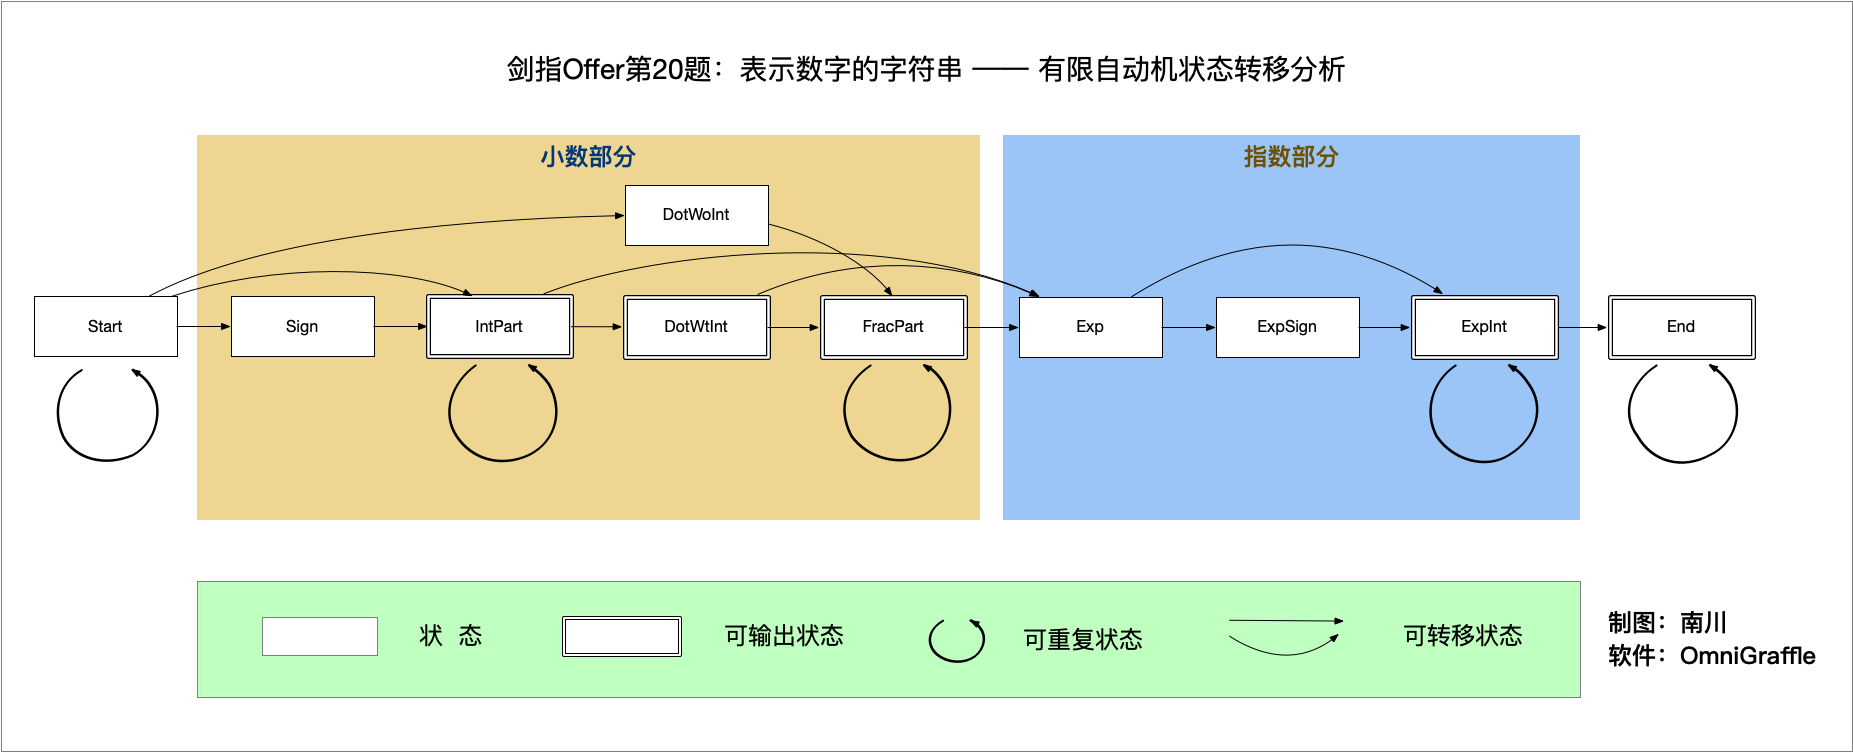 剑指Offer第20题：表示数字的字符串 —— 有限自动机状态转移分析
小数部分
指数部分
DotWoInt
Start
Sign
IntPart
DotWtInt
FracPart
Exp
ExpSign
ExpInt
End
状 态
可输出状态
可重复状态
可转移状态
制图：南川
软件：OmniGraffle